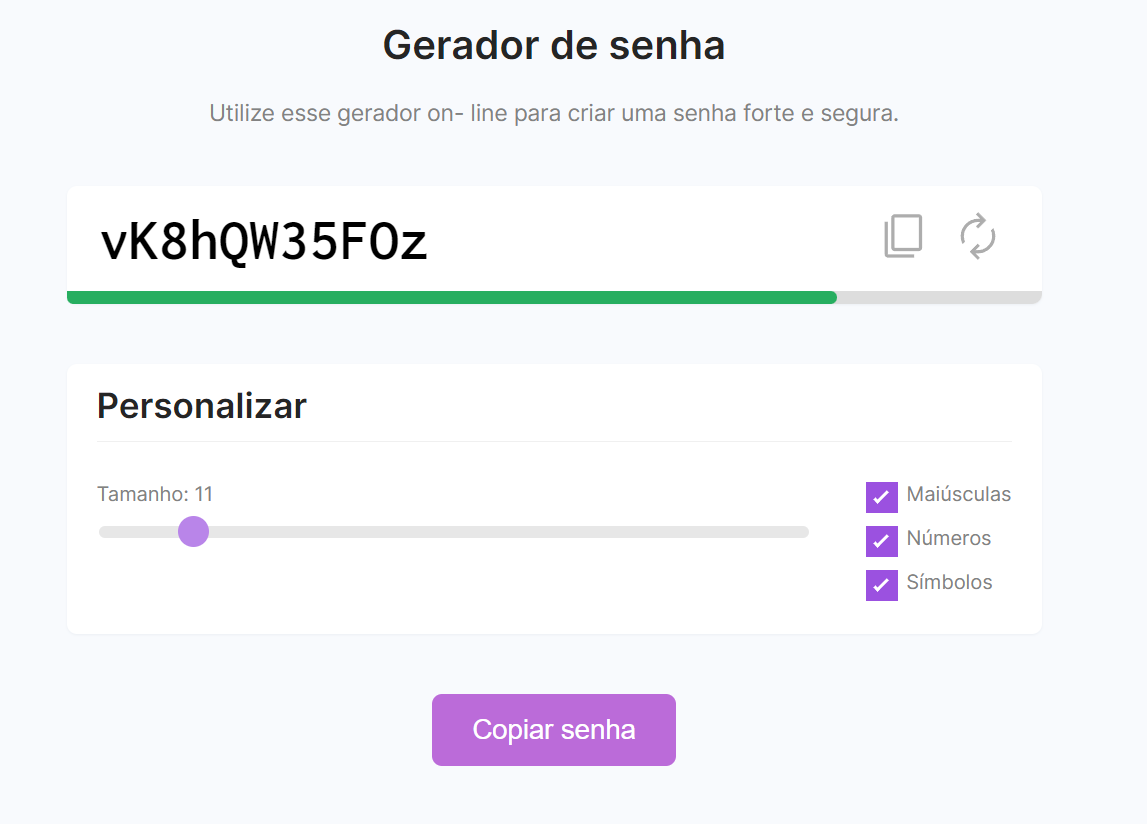 Gerador de senha
Utilize esse gerador on- line para criar uma senha forte e segura.
vK8hQW35FOz
Personalizar
Tamanho: 11
Maiúsculas
Números
Símbolos
Copiar senha